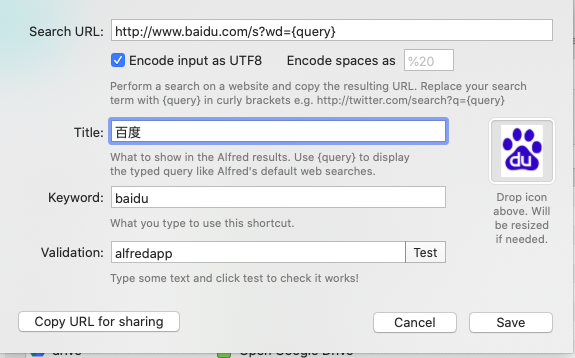 Search URL: http://www.baidu.com/s?wd={query}
Encode input as UTF8 Encode spaces as %20
Perform a search on a website and copy the resulting URL. Replace your search
term with {query} in curly brackets e.g. http://twitter.com/search?q={query}
Title: 百度
What to show in the Alfred results. Use {query} to display
the typed query like Alfred's default web searches.
du
Keyword: baidu
What you type to use this shortcut.
Drop icon
above. Will
be resized
if needed.
Validation: alfredapp Test
Type some text and click test to check it works!
Copy URL for sharing Cancel Save